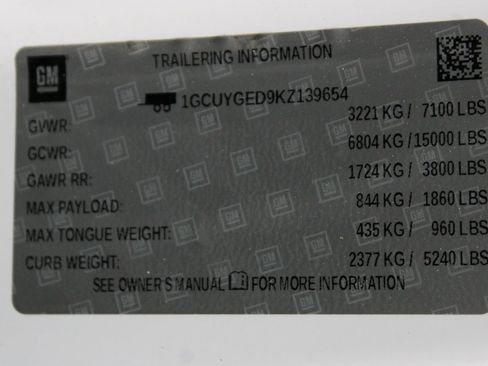 GM
TRAILERING INFORMATION
1GCUYGED9KZ139654
GVWR: 3221 KG / 7100 LBS
GCWR: 6804 KG / 15000 LBS
GAWR RR: 1724 KG / 3800 LBS
MAX PAYLOAD: 844 KG / 1860 LBS
MAX TONGUE WEIGHT: 435 KG / 960 LBS
CURB WEIGHT: 2377 KG / 5240 LBS
SEE OWNER'S MANUAL FOR MORE INFORMATION